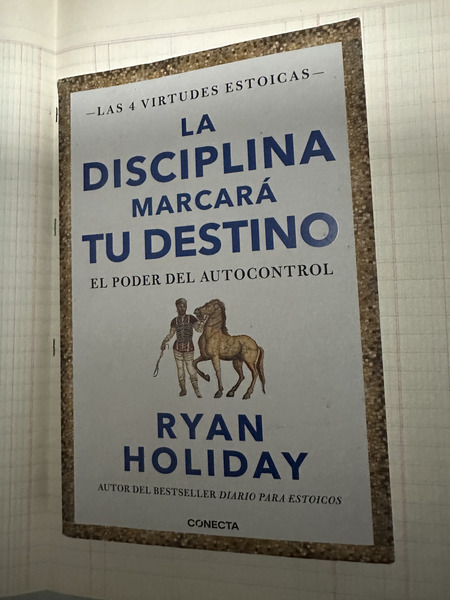 —LAS 4 VIRTUDES ESTOICAS—
LA
DISCIPLINA
MARCARÁ
TU DESTINO
EL PODER DEL AUTOCONTROL
RYAN
HOLIDAY
AUTOR DEL BESTSELLER DIARIO PARA ESTOICOS
CONECTA